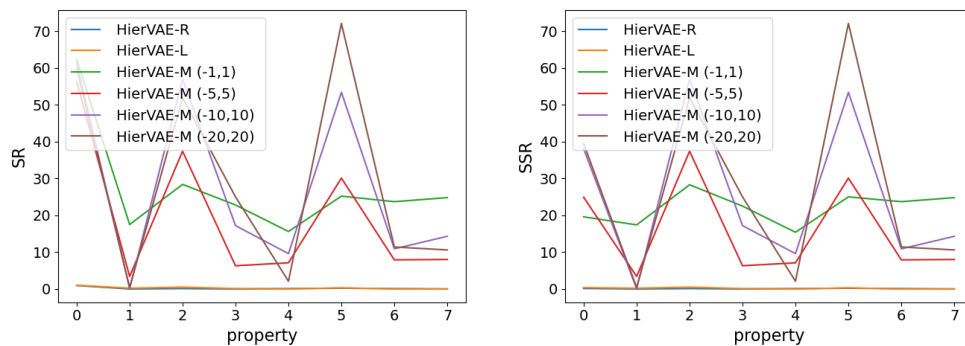 SR
70
60
50
40
30
20
10
0
HierVAE-R
HierVAE-L
HierVAE-M (-1,1)
HierVAE-M (-5,5)
HierVAE-M (-10,10)
HierVAE-M (-20,20)
0 1 2 3 4 5 6 7
property
SSR
70
60
50
40
30
20
10
0
HierVAE-R
HierVAE-L
HierVAE-M (-1,1)
HierVAE-M (-5,5)
HierVAE-M (-10,10)
HierVAE-M (-20,20)
0 1 2 3 4 5 6 7
property